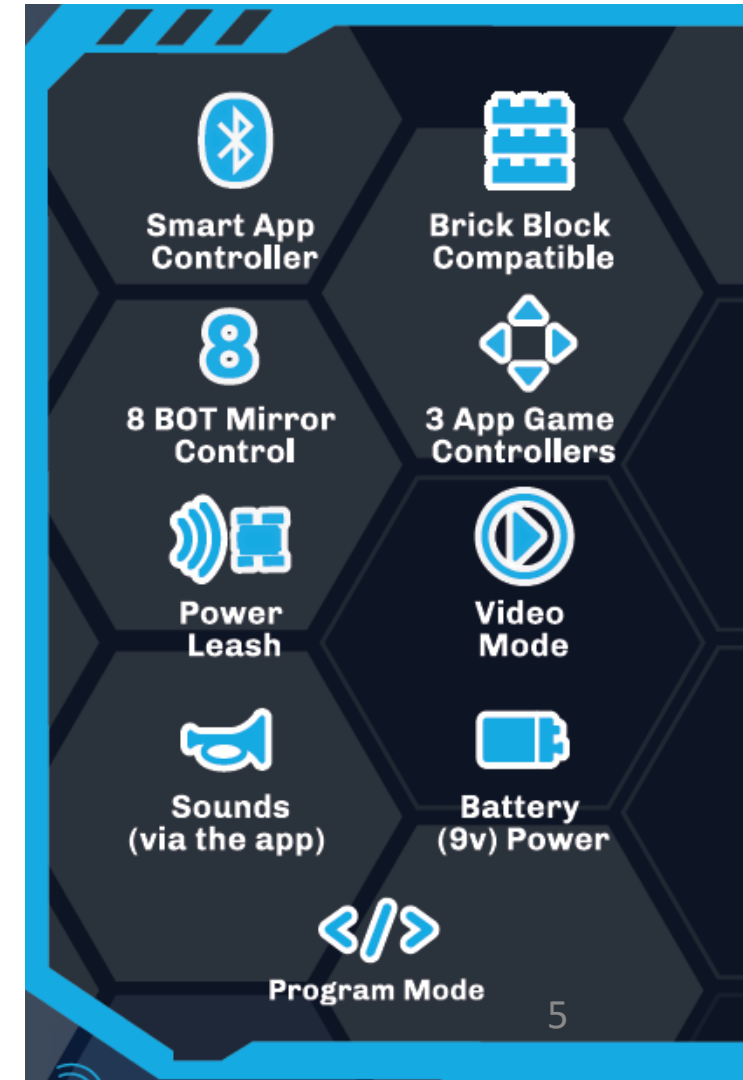 Smart App
Controller
Brick Block
Compatible
8
8 BOT Mirror
Control
3 App Game
Controllers
Power
Leash
Video
Mode
Sounds
(via the app)
Battery
(9v) Power
</>
Program Mode
5